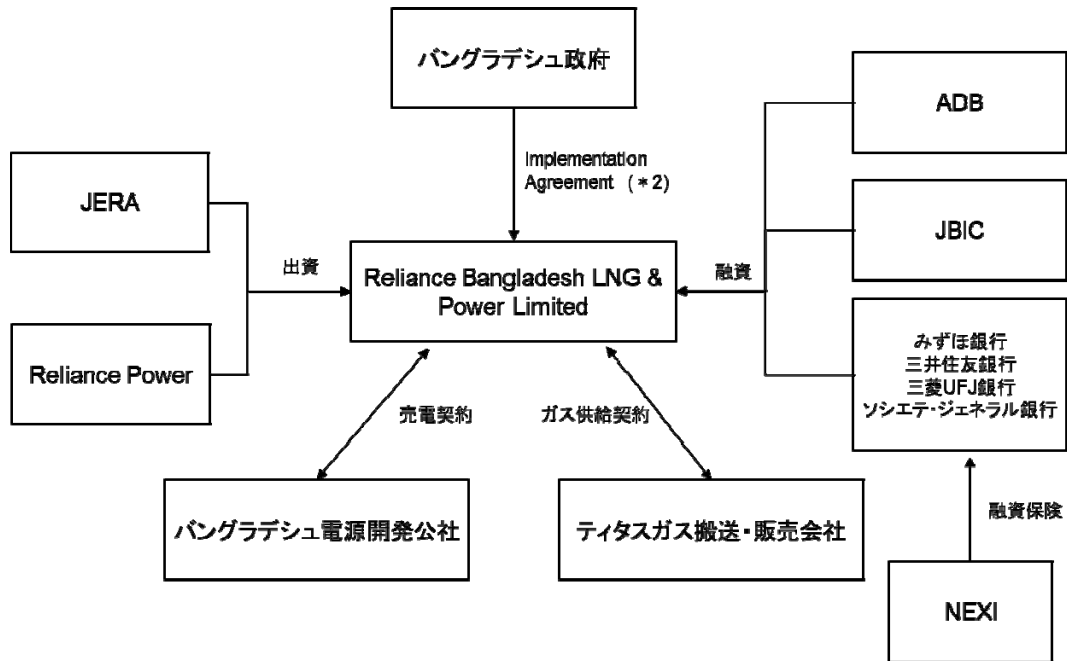 バングラデシュ政府
ADB
Implementation
Agreement (*2)
JERA
JBIC
出資
Reliance Bangladesh LNG &
Power Limited
融資
Reliance Power
みずほ銀行
三井住友銀行
三菱UFJ銀行
ソシエテ・ジェネラル銀行
売電契約
ガス供給契約
バングラデシュ電源開発公社
ティタスガス搬送・販売会社
融資保険
NEXI